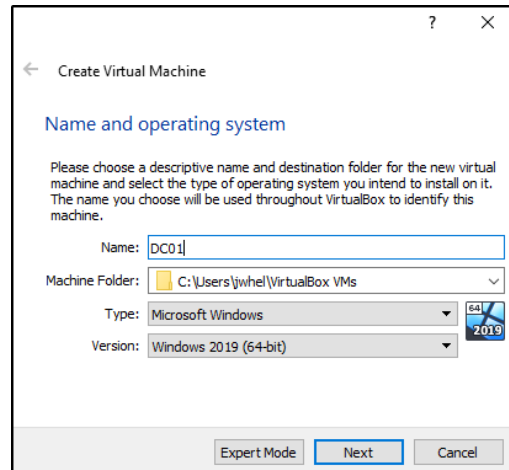 ?
Create Virtual Machine
Name and operating system
Please choose a descriptive name and destination folder for the new virtual
machine and select the type of operating system you intend to install on it.
The name you choose will be used throughout VirtualBox to identify this
machine.
Name: DC01
Machine Folder: C:\Users\jwhel\VirtualBox VMs
Type: Microsoft Windows 64
2019
Version: Windows 2019 (64-bit)
Expert Mode Next Cancel